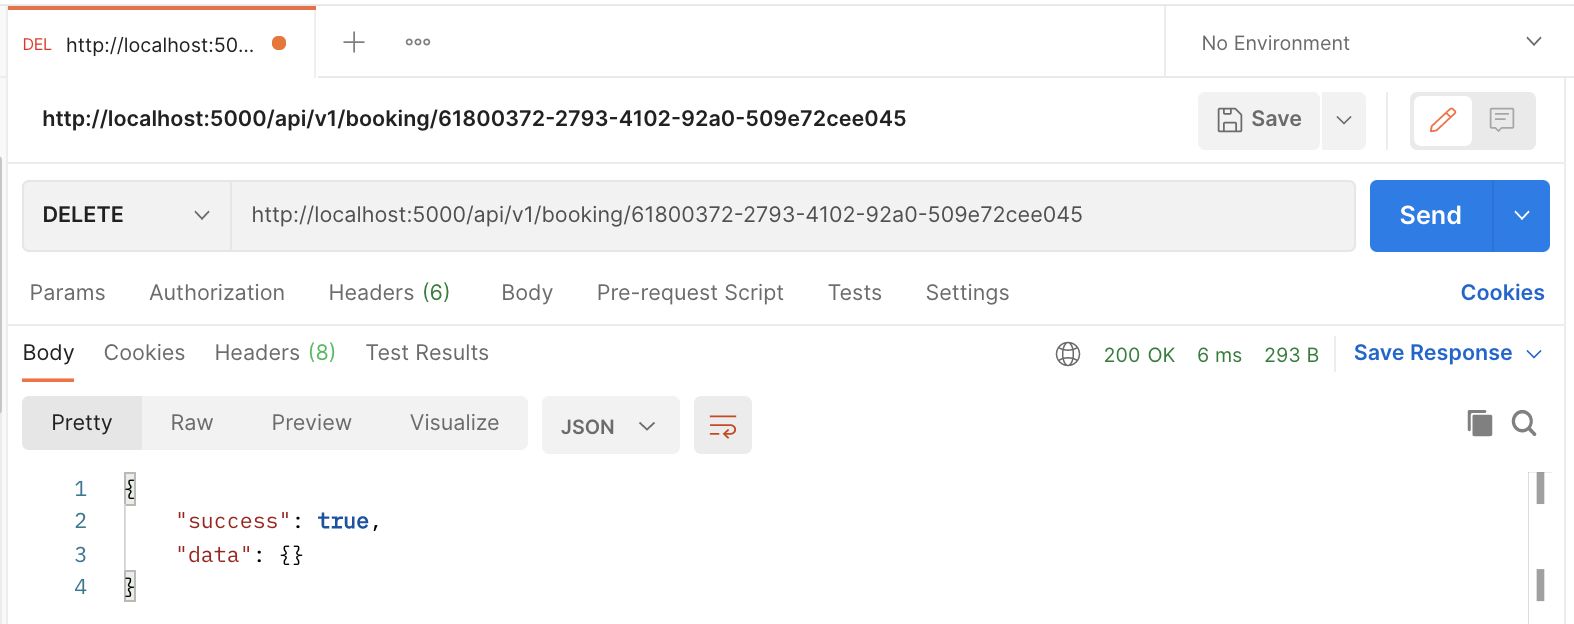 DEL http://localhost:50...
No Environment
http://localhost:5000/api/v1/booking/61800372-2793-4102-92a0-509e72cee045
Save
DELETE http://localhost:5000/api/v1/booking/61800372-2793-4102-92a0-509e72cee045 Send
Params Authorization Headers (6) Body Pre-request Script Tests Settings Cookies
Body Cookies Headers (8) Test Results 200 OK 6 ms 293 B Save Response
Pretty Raw Preview Visualize JSON
1 {
2 "success": true,
3 "data": {}
4 }